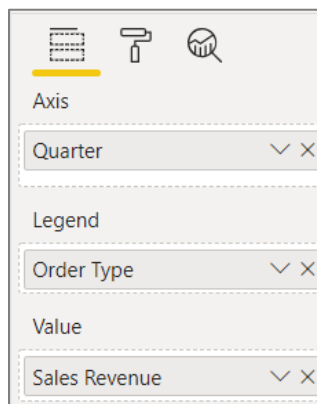 Axis
Quarter
Legend
Order Type
Value
Sales Revenue